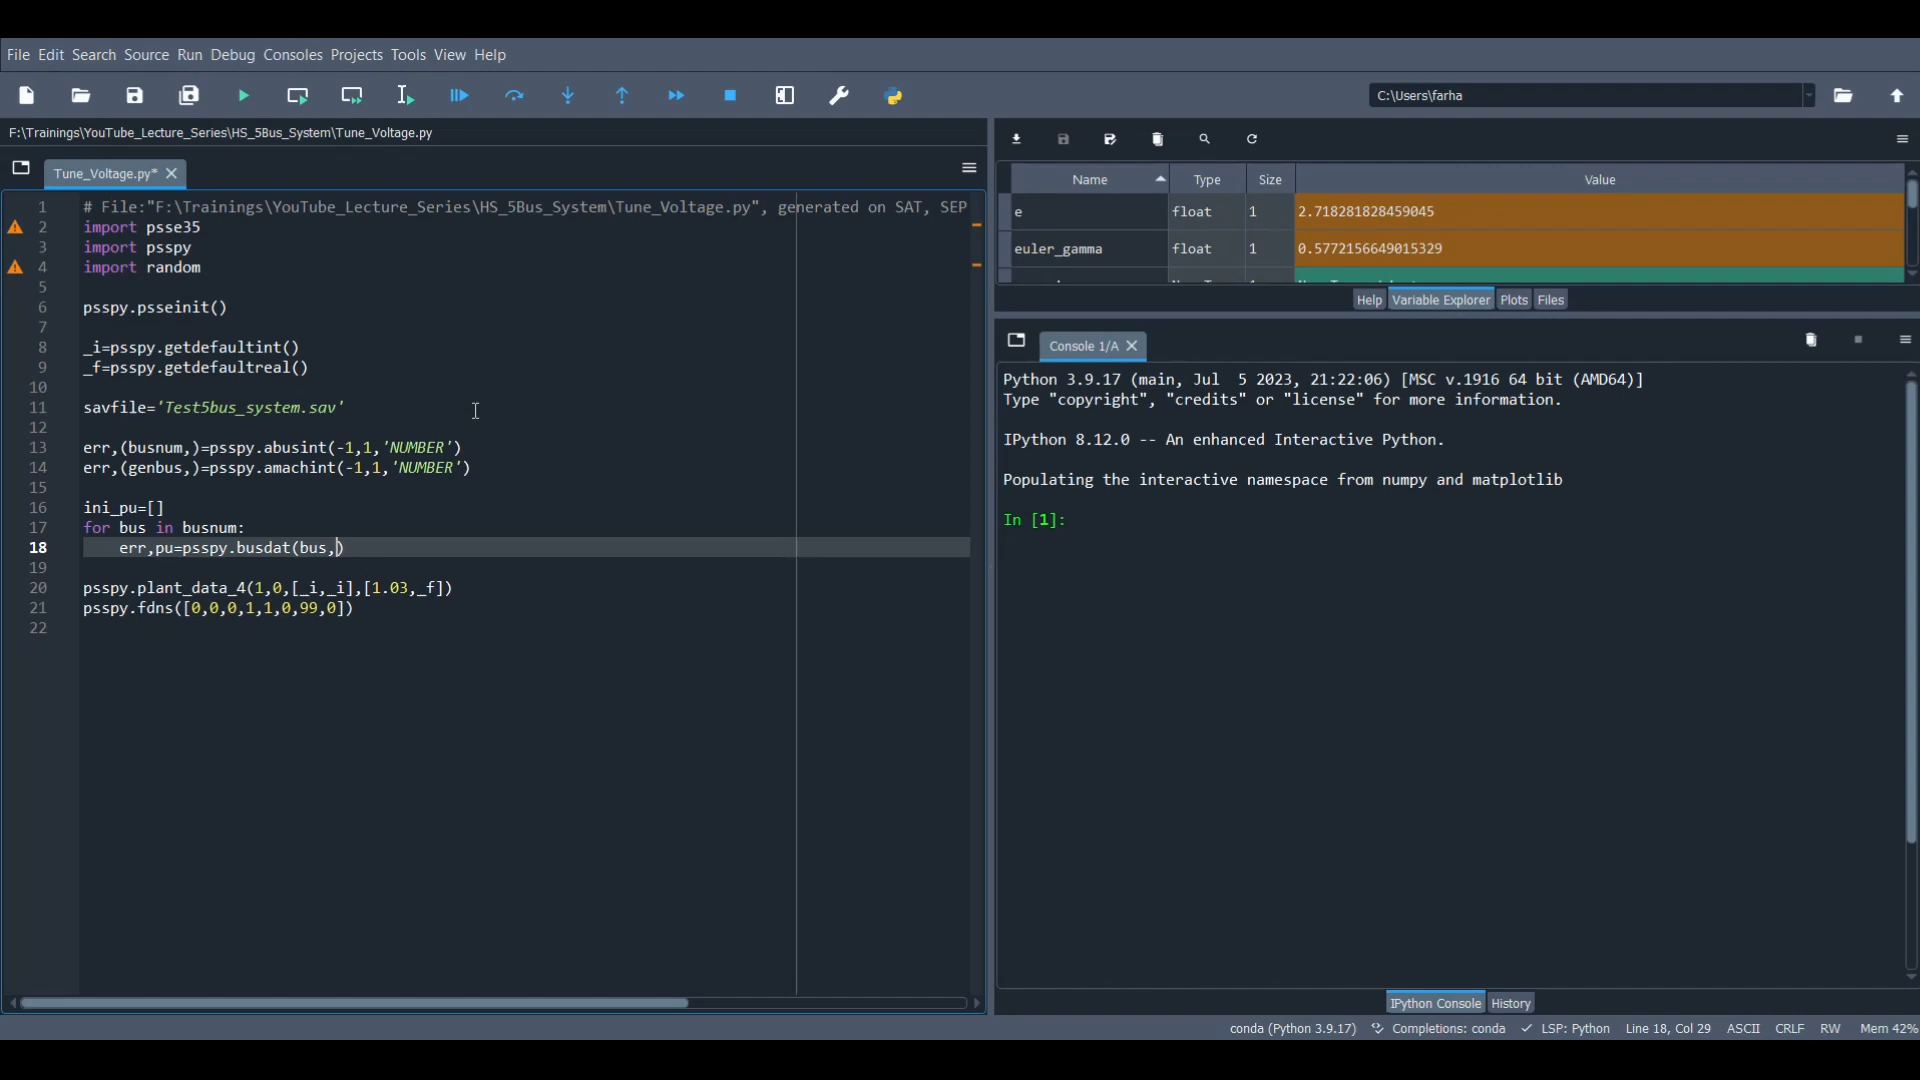 File Edit Search Source Run Debug Consoles Projects Tools View Help
C:\Users\farha
F:\Trainings\YouTube_Lecture_Series\HS_5Bus_System\Tune_Voltage.py
Tune_Voltage.py*
1 # File:"F:\Trainings\YouTube_Lecture_Series\HS_5Bus_System\Tune_Voltage.py", generated on SAT, SEP
2 import psse35
3 import psspy
4 import random
5
6 psspy.psseinit()
7
8 _i=psspy.getdefaultint()
9 _f=psspy.getdefaultreal()
10
11 savfile='Test5bus_system.sav'
12
13 err,(busnum,)=psspy.abusint(-1,1,'NUMBER')
14 err,(genbus,)=psspy.amachint(-1,1,'NUMBER')
15
16 ini_pu=[]
17 for bus in busnum:
18 err,pu=psspy.busdat(bus,)
19
20 psspy.plant_data_4(1,0,[_i,_i],[1.03,_f])
21 psspy.fdns([0,0,0,1,1,0,99,0])
22
Name Type Size Value
e float 1 2.718281828459045
euler_gamma float 1 0.5772156649015329
Help Variable Explorer Plots Files
Console 1/A
Python 3.9.17 (main, Jul 5 2023, 21:22:06) [MSC v.1916 64 bit (AMD64)]
Type "copyright", "credits" or "license" for more information.
IPython 8.12.0 -- An enhanced Interactive Python.
Populating the interactive namespace from numpy and matplotlib
In [1]:
IPython Console History
conda (Python 3.9.17) Completions: conda LSP: Python Line 18, Col 29 ASCII CRLF RW Mem 42%